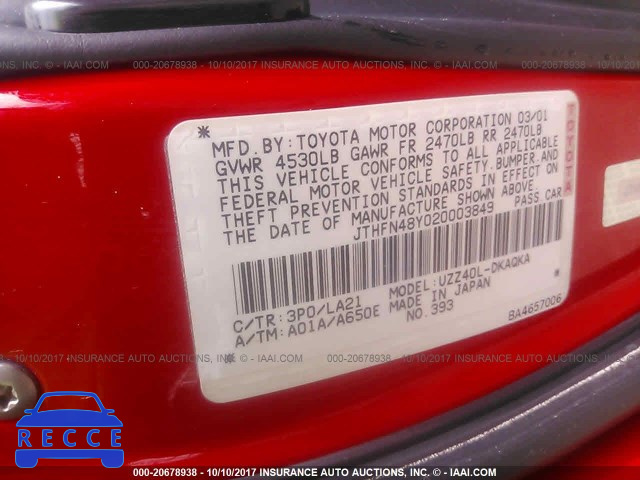 000-20678938 - 10/10/2017 INSURANCE AUTO AUCTIONS, INC. - IAAI.COM
* MFD. BY: TOYOTA MOTOR CORPORATION 03/01
GVWR 4530LB GAWR FR 2470LB RR 2470LB
THIS VEHICLE CONFORMS TO ALL APPLICABLE
FEDERAL MOTOR VEHICLE SAFETY, BUMPER, AND
THEFT PREVENTION STANDARDS IN EFFECT ON
THE DATE OF MANUFACTURE SHOWN ABOVE.
JTHFN48Y020003849 PASS CAR
TOYOTA
C/TR: 3P0/LA21 MODEL: UZZ40L-DKAQKA *
* A/TM: A01A/A650E MADE IN JAPAN
NO. 393 BA4657006
000-20678938 - 10/10/2017 INSURANCE AUTO AUCTIONS, INC. - IAAI.COM
RECCE
000-20678938 - 10/10/2017 INSURANCE AUTO AUCTIONS, INC. - IAAI.COM